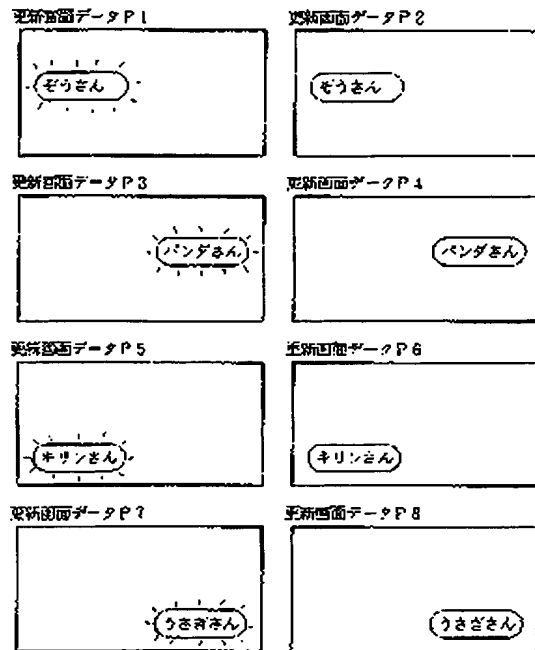 更新画面データP1
更新画面データP2
ぞうさん
ぞうさん
更新画面データP3
更新画面データP4
パンダさん
パンダさん
更新画面データP5
更新画面データP6
キリンさん
キリンさん
更新画面データP7
更新画面データP8
うさぎさん
うさぎさん